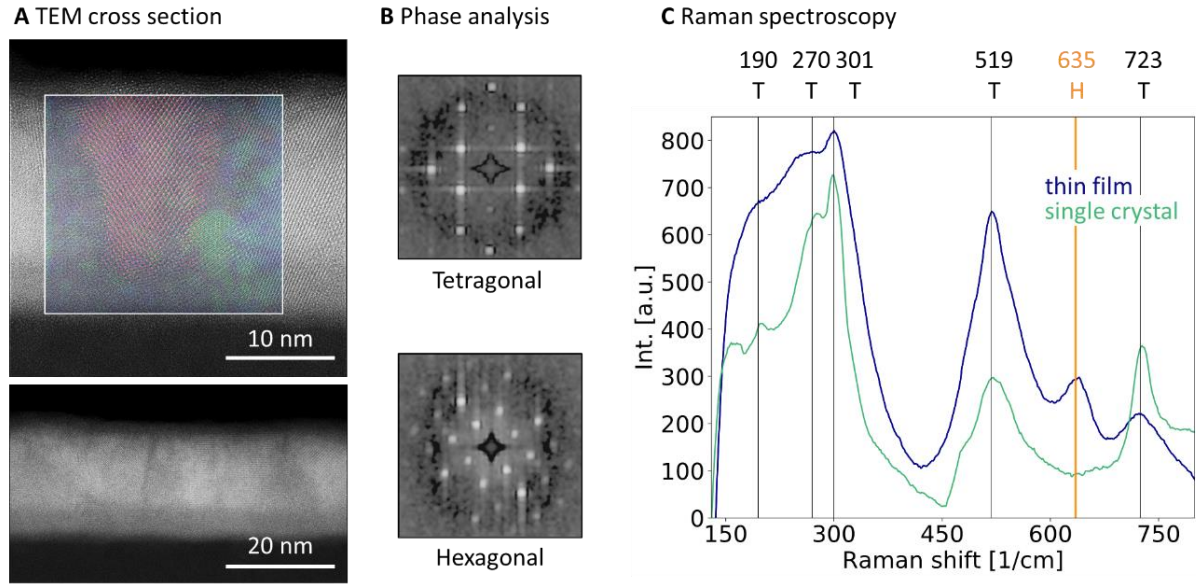 A TEM cross section
10 nm
20 nm
B Phase analysis
Tetragonal
Hexagonal
C Raman spectroscopy
190 270 301 519 635 723
T T T T H T
800
700
600
500
400
300
200
100
0
Int. [a.u.]
thin film
single crystal
150 300 450 600 750
Raman shift [1/cm]